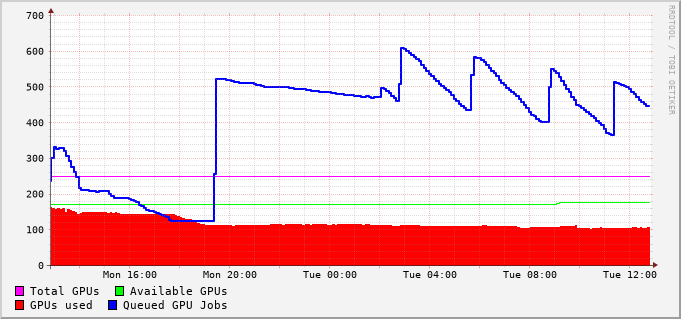 700
600
500
400
300
200
100
0
Mon 16:00 Mon 20:00 Tue 00:00 Tue 04:00 Tue 08:00 Tue 12:00
Total GPUs Available GPUs
GPUs used Queued GPU Jobs
RRDTOOL / TOBI OETIKER